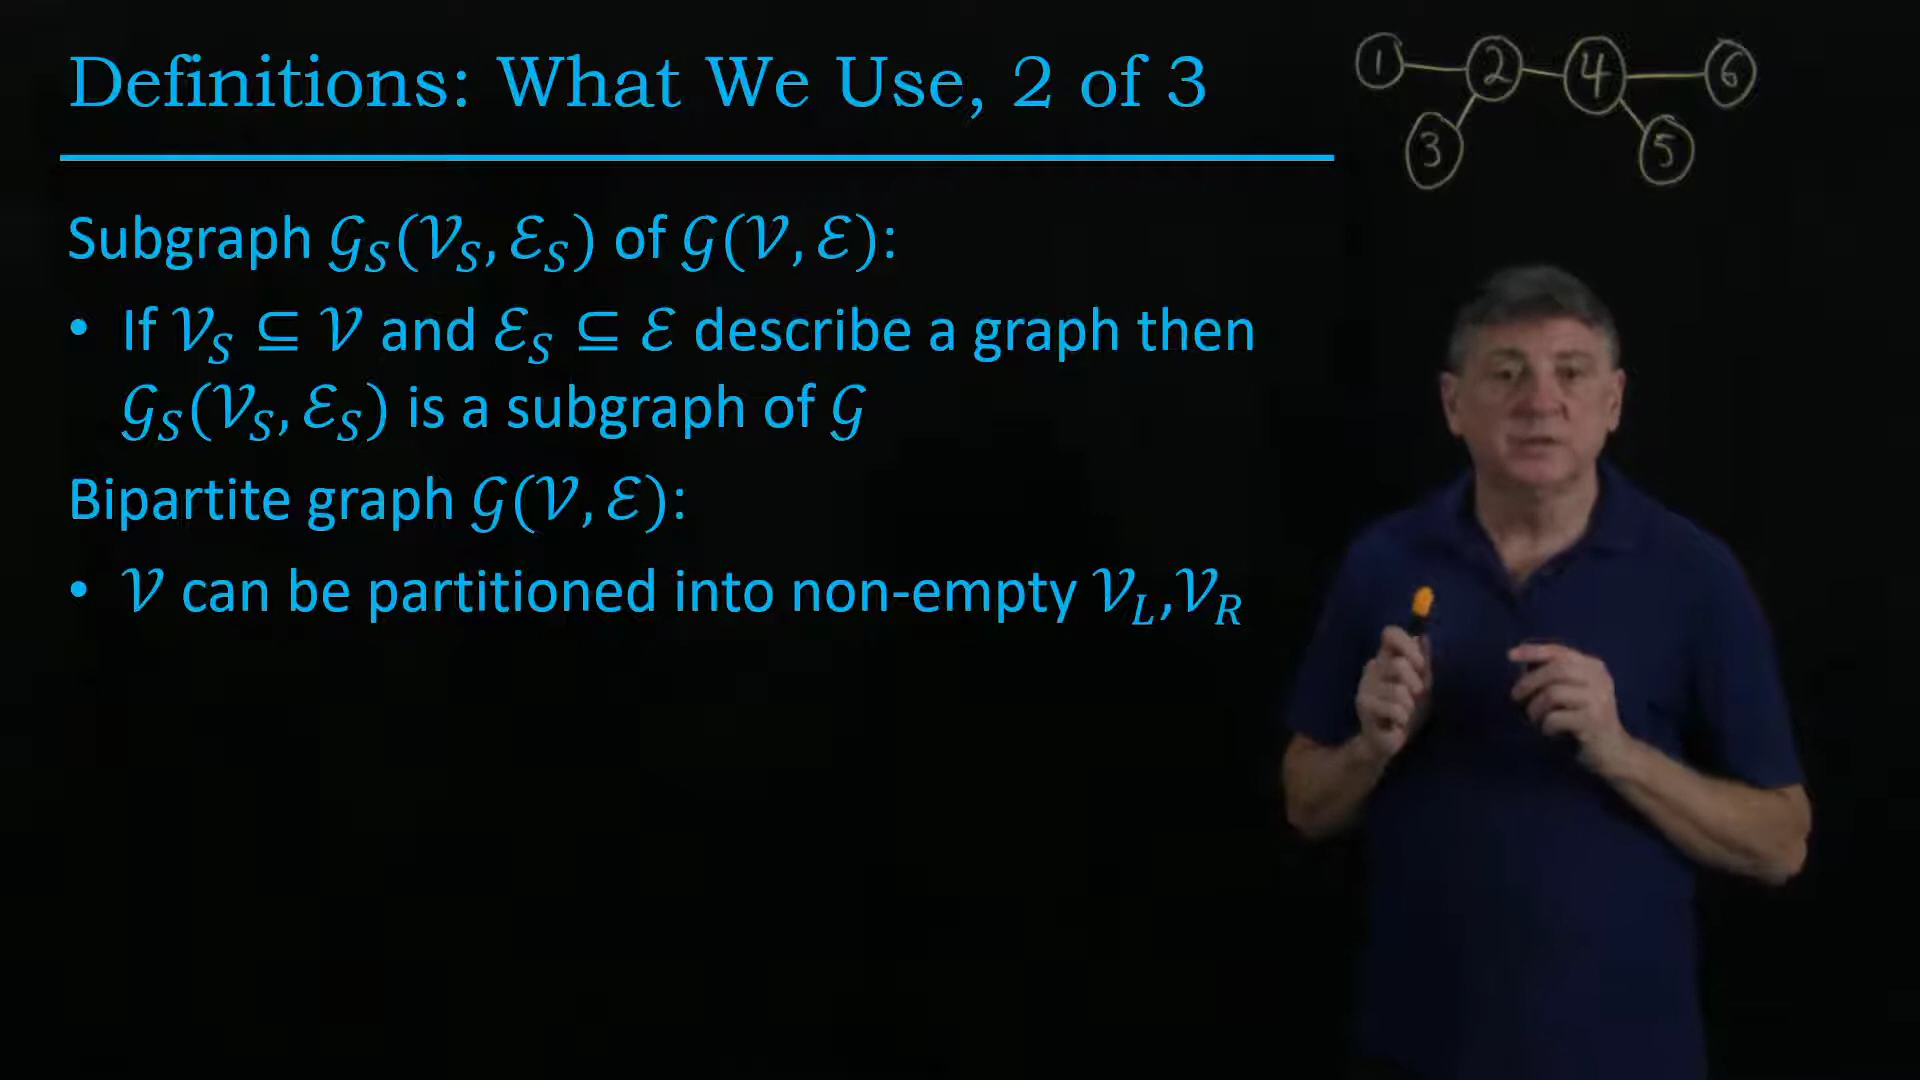 Definitions: What We Use, 2 of 3
1 2 4 6
3 5
Subgraph 𝒢_S(𝒱_S, ℰ_S) of 𝒢(𝒱, ℰ):
• If 𝒱_S ⊆ 𝒱 and ℰ_S ⊆ ℰ describe a graph then
𝒢_S(𝒱_S, ℰ_S) is a subgraph of 𝒢
Bipartite graph 𝒢(𝒱, ℰ):
• 𝒱 can be partitioned into non-empty 𝒱_L,𝒱_R